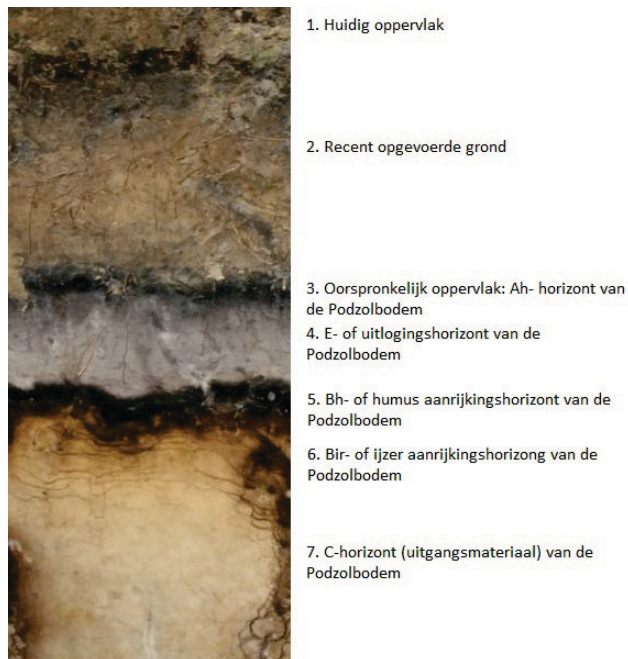 1. Huidig oppervlak
2. Recent opgevoerde grond
3. Oorspronkelijk oppervlak: Ah- horizont van
de Podzolbodem
4. E- of uitlogingshorizont van de
Podzolbodem
5. Bh- of humus aanrijkingshorizont van de
Podzolbodem
6. Bir- of ijzer aanrijkingshorizong van de
Podzolbodem
7. C-horizont (uitgangsmateriaal) van de
Podzolbodem